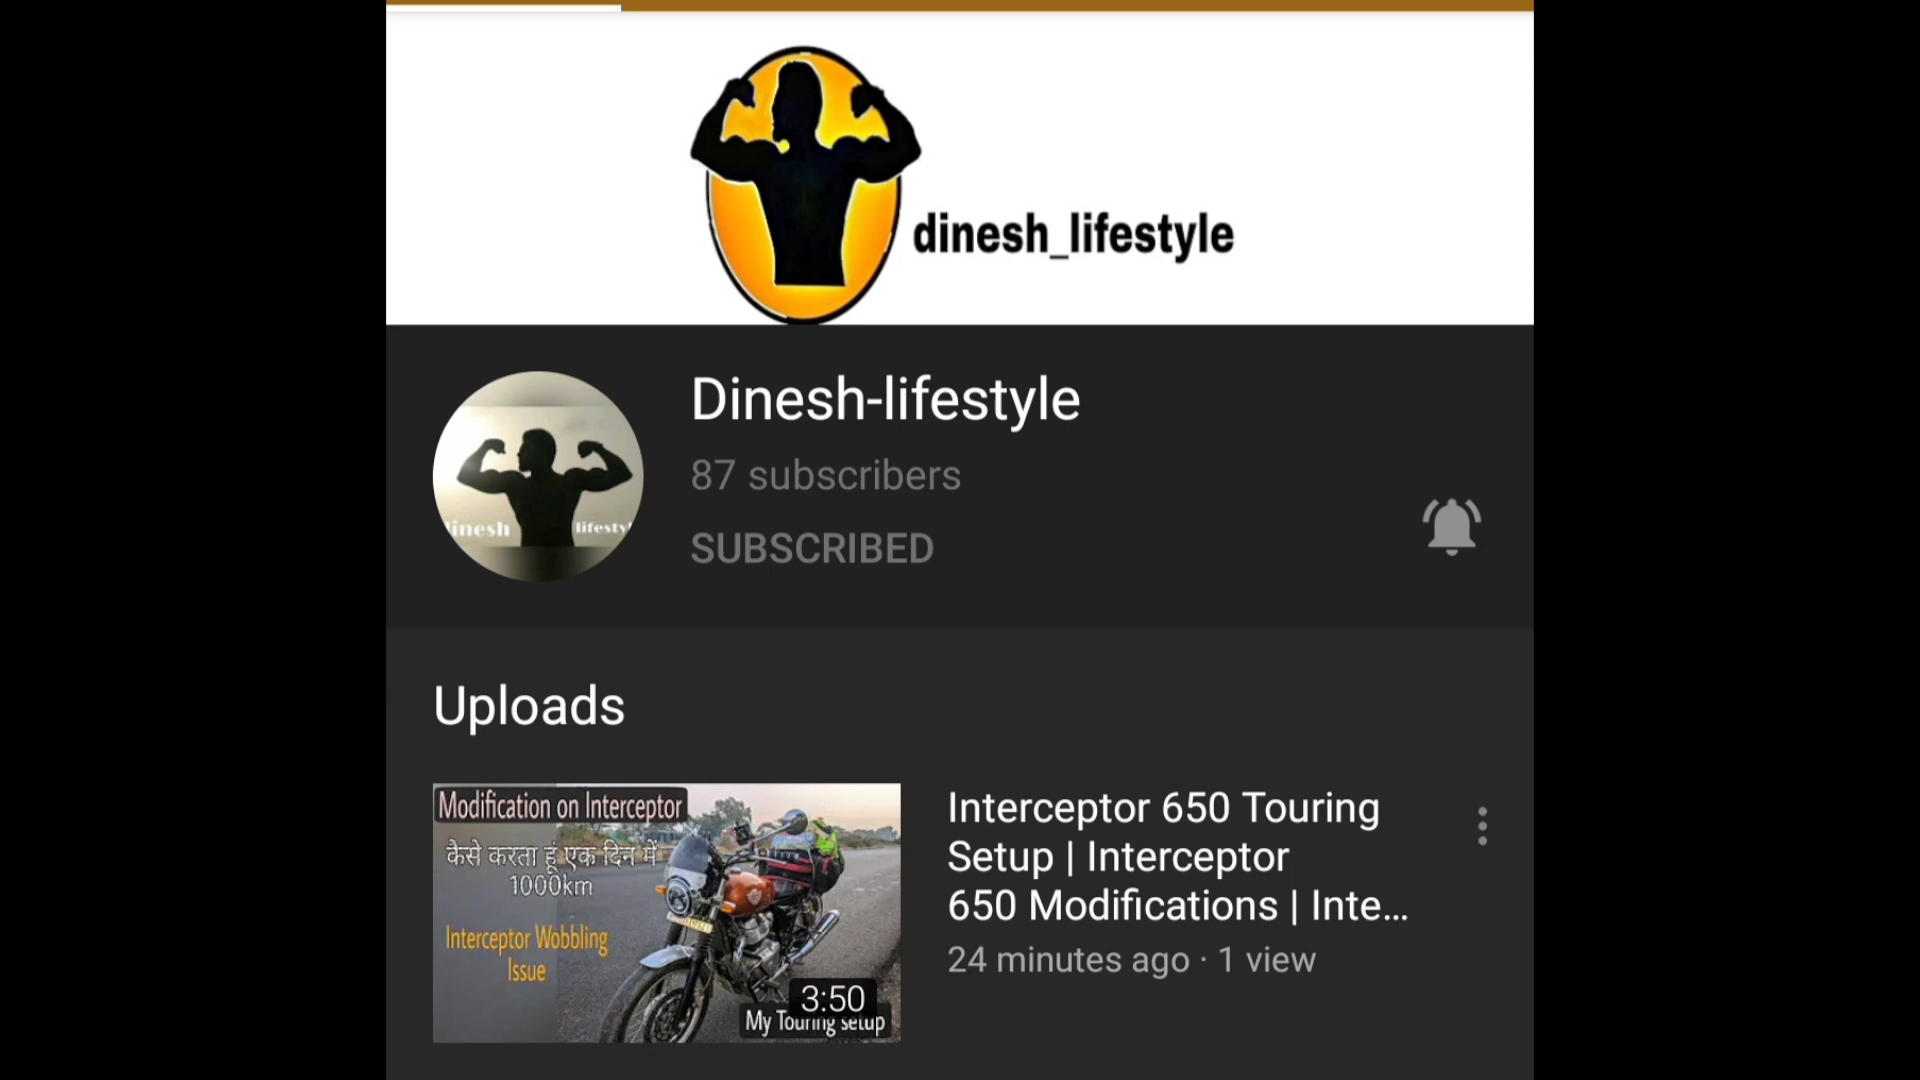 dinesh_lifestyle
Dinesh-lifestyle
87 subscribers
SUBSCRIBED
inesh lifesty
Uploads
Modification on Interceptor
कैसे करता हूं एक दिन में
1000km
Interceptor Wobbling
Issue
3:50
My Touring setup
Interceptor 650 Touring
Setup | Interceptor
650 Modifications | Inte...
24 minutes ago · 1 view